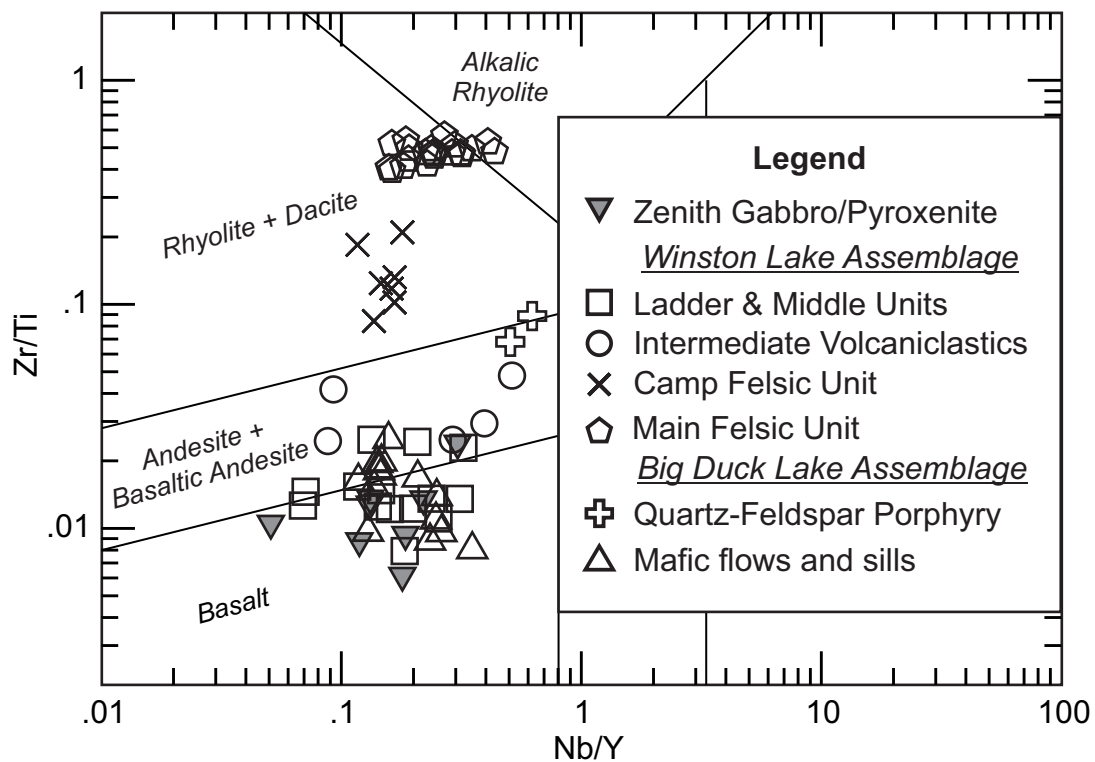 Alkalic
Rhyolite
1
Legend
Zenith Gabbro/Pyroxenite
Rhyolite + Dacite
Winston Lake Assemblage
.1
Ladder & Middle Units
Zr/Ti
Intermediate Volcaniclastics
Camp Felsic Unit
Main Felsic Unit
Andesite +
Basaltic Andesite
Big Duck Lake Assemblage
.01
Quartz-Feldspar Porphyry
Mafic flows and sills
Basalt
.01
.1
1
10
100
Nb/Y